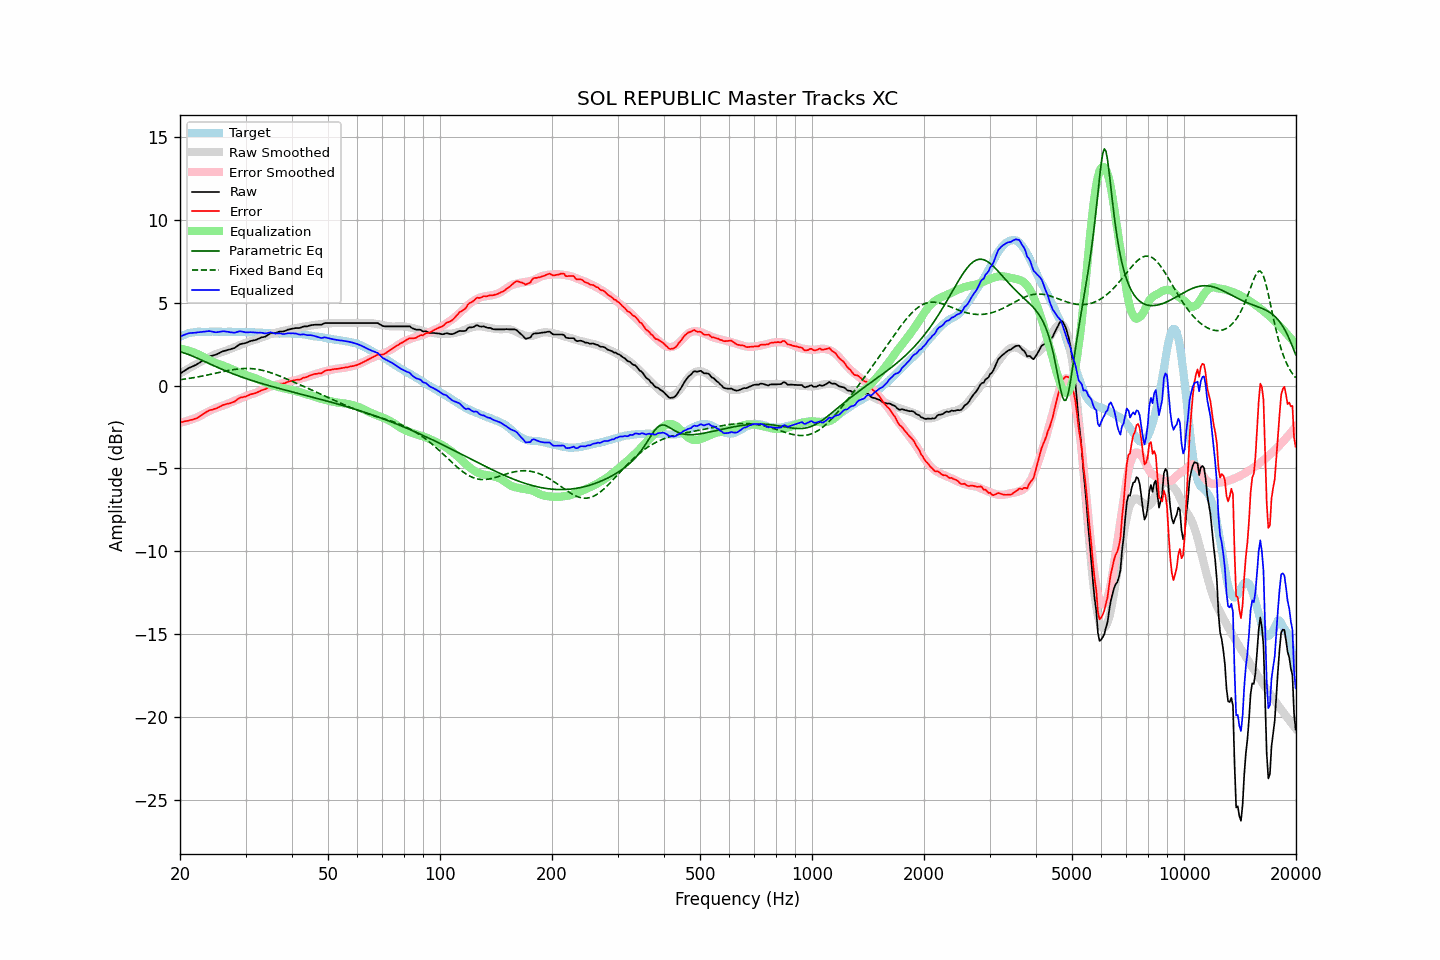 SOL REPUBLIC Master Tracks XC
Target
Raw Smoothed
Error Smoothed
Raw
Error
Equalization
Parametric Eq
Fixed Band Eq
Equalized
15
10
5
0
−5
−10
−15
−20
−25
Amplitude (dBr)
20
50
100
200
500
1000
2000
5000
10000
20000
Frequency (Hz)